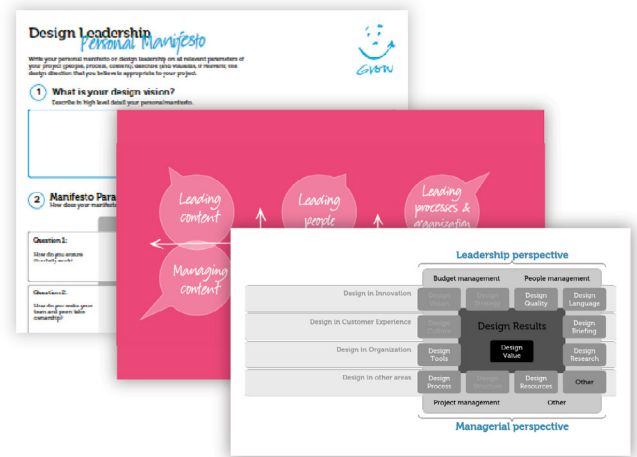 Design Leadership
Personal Manifesto
Write your personal manifesto on design leadership on all relevant parameters of
your project (people, process, content). Describe (and visualise, if relevant) the
design direction that you believe is appropriate to your project.
Grow
1 What is your design vision?
Describe in high level detail your personal manifesto.
2 Manifesto Para
How does your manifesto
Question 1:
How do you ensure
Question 2:
How do you make your
team and peers take
ownership?
Leading
content
Leading
people
Leading
processes &
organization
Managing
content
Leadership perspective
Budget management People management
Design in Innovation
Design Quality
Design Language
Design in Customer Experience
Design Culture
Design Results
Design Briefing
Design in Organization
Design Tools
Design Value
Design Research
Design in other areas
Design Process
Design Resources
Other
Project management Other
Managerial perspective